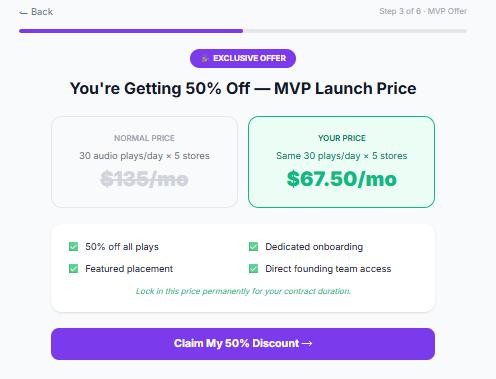 ← Back
Step 3 of 6 · MVP Offer
EXCLUSIVE OFFER
You're Getting 50% Off — MVP Launch Price
NORMAL PRICE
30 audio plays/day × 5 stores
$135/mo
YOUR PRICE
Same 30 plays/day × 5 stores
$67.50/mo
50% off all plays
Dedicated onboarding
Featured placement
Direct founding team access
Lock in this price permanently for your contract duration.
Claim My 50% Discount →